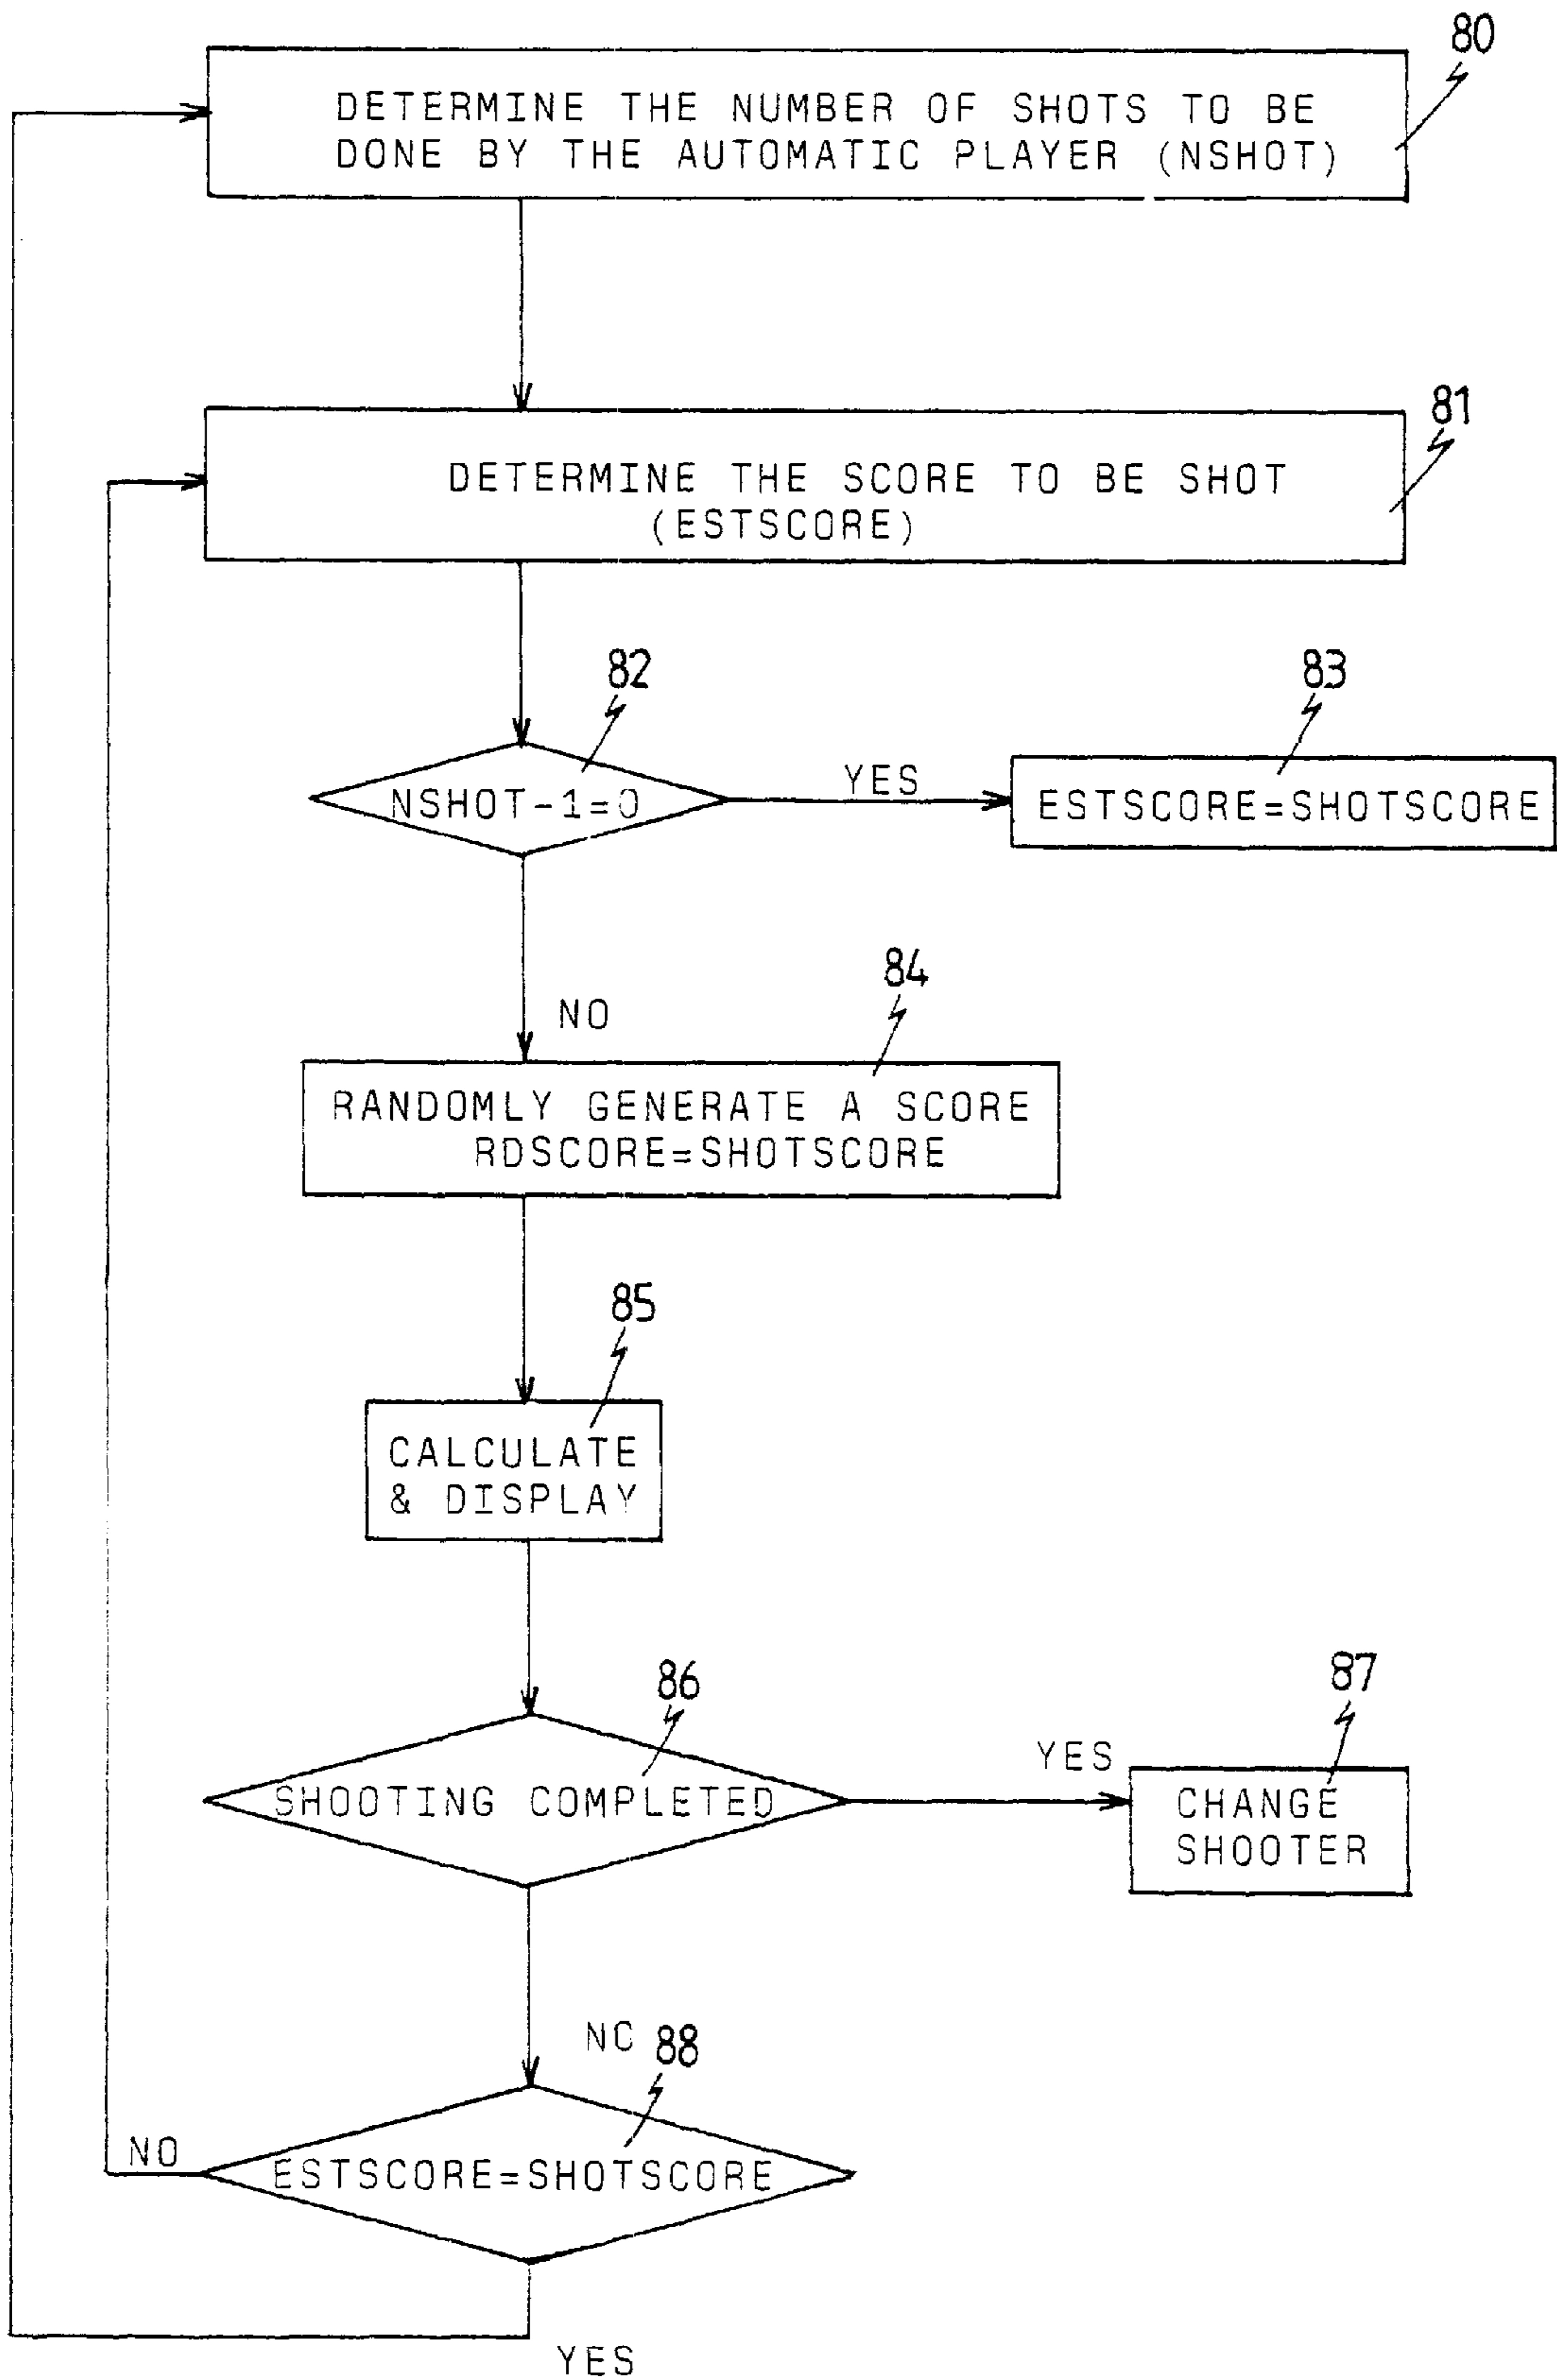 80
DETERMINE THE NUMBER OF SHOTS TO BE
DONE BY THE AUTOMATIC PLAYER (NSHOT)
81
DETERMINE THE SCORE TO BE SHOT
(ESTSCORE)
82
83
NSHOT-1=0
YES
ESTSCORE=SHOTSCORE
84
NO
RANDOMLY GENERATE A SCORE
RDSCORE=SHOTSCORE
85
CALCULATE
& DISPLAY
86
87
SHOOTING COMPLETED
YES
CHANGE
SHOOTER
NO
88
NO
ESTSCORE=SHOTSCORE
YES